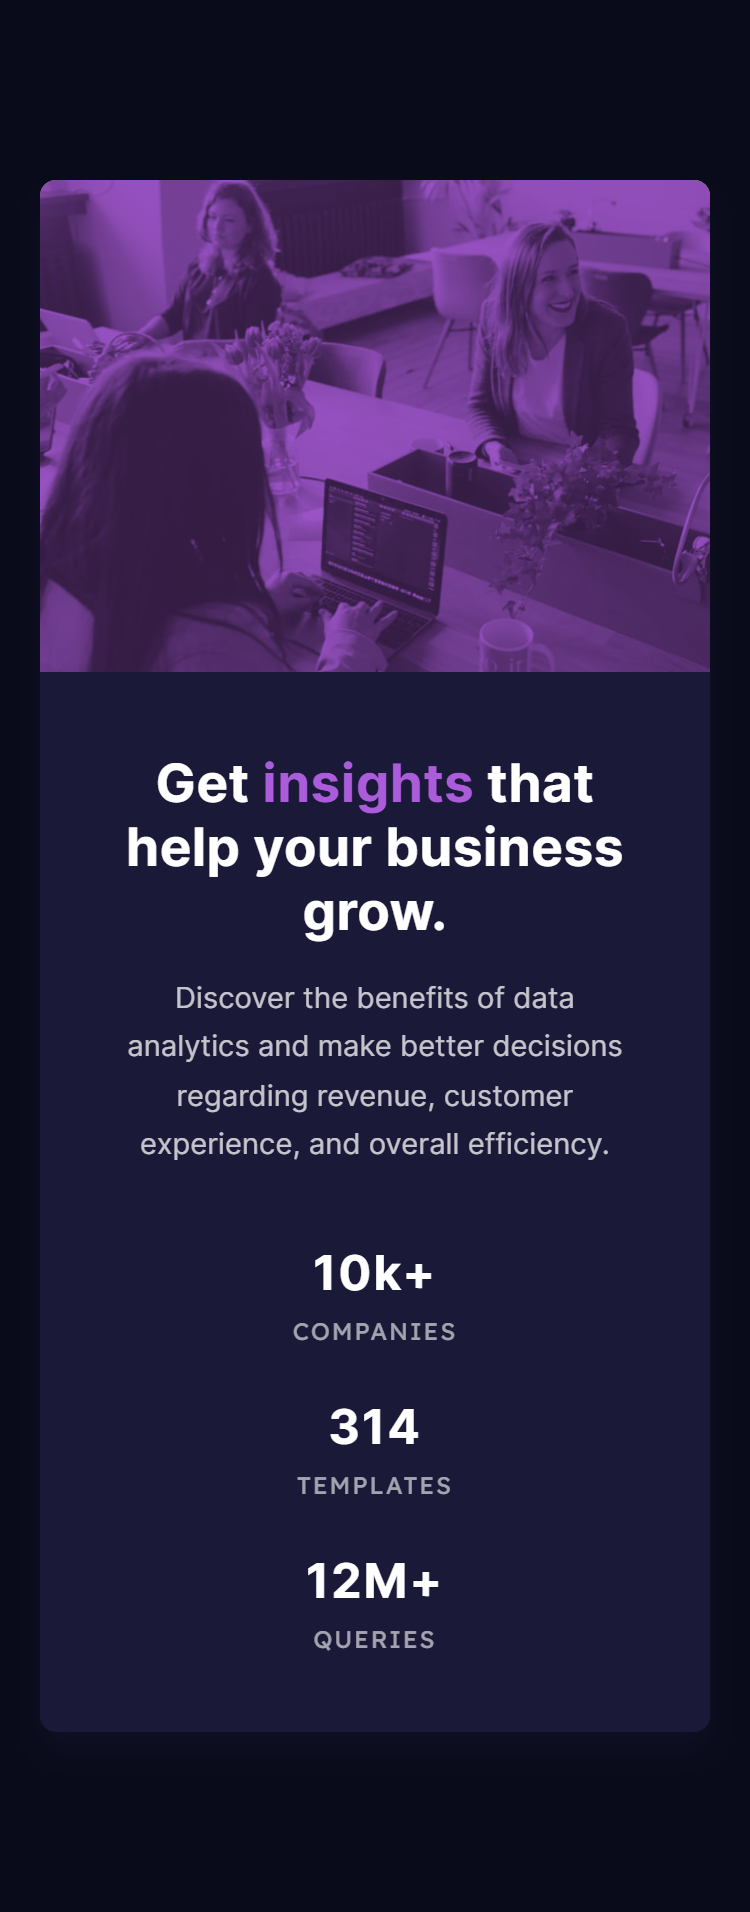 Get insights that
help your business
grow.
Discover the benefits of data
analytics and make better decisions
regarding revenue, customer
experience, and overall efficiency.
10k+
COMPANIES
314
TEMPLATES
12M+
QUERIES